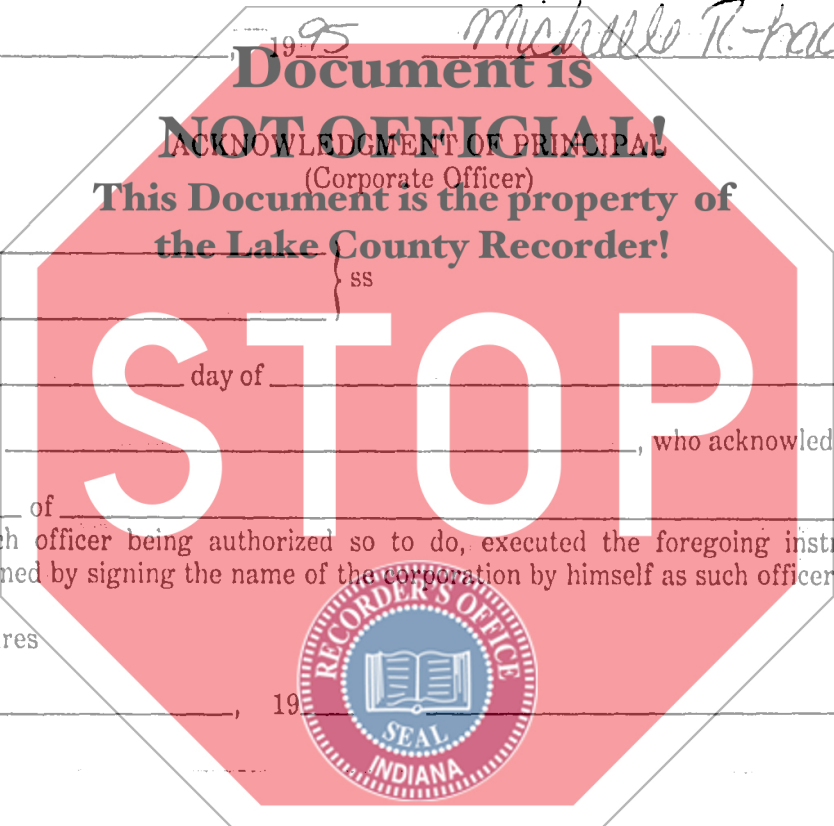 , 19 95 Michelle R.
Document is
NOT OFFICIAL!
ACKNOWLEDGMENT OF PRINCIPAL
(Corporate Officer)
This Document is the property of
the Lake County Recorder!
} ss
STOP
day of
, who acknowled
of
ch officer being authorized so to do, executed the foregoing instr
ned by signing the name of the corporation by himself as such officer
res
RECORDER'S OFFICE
, 19
SEAL
INDIANA